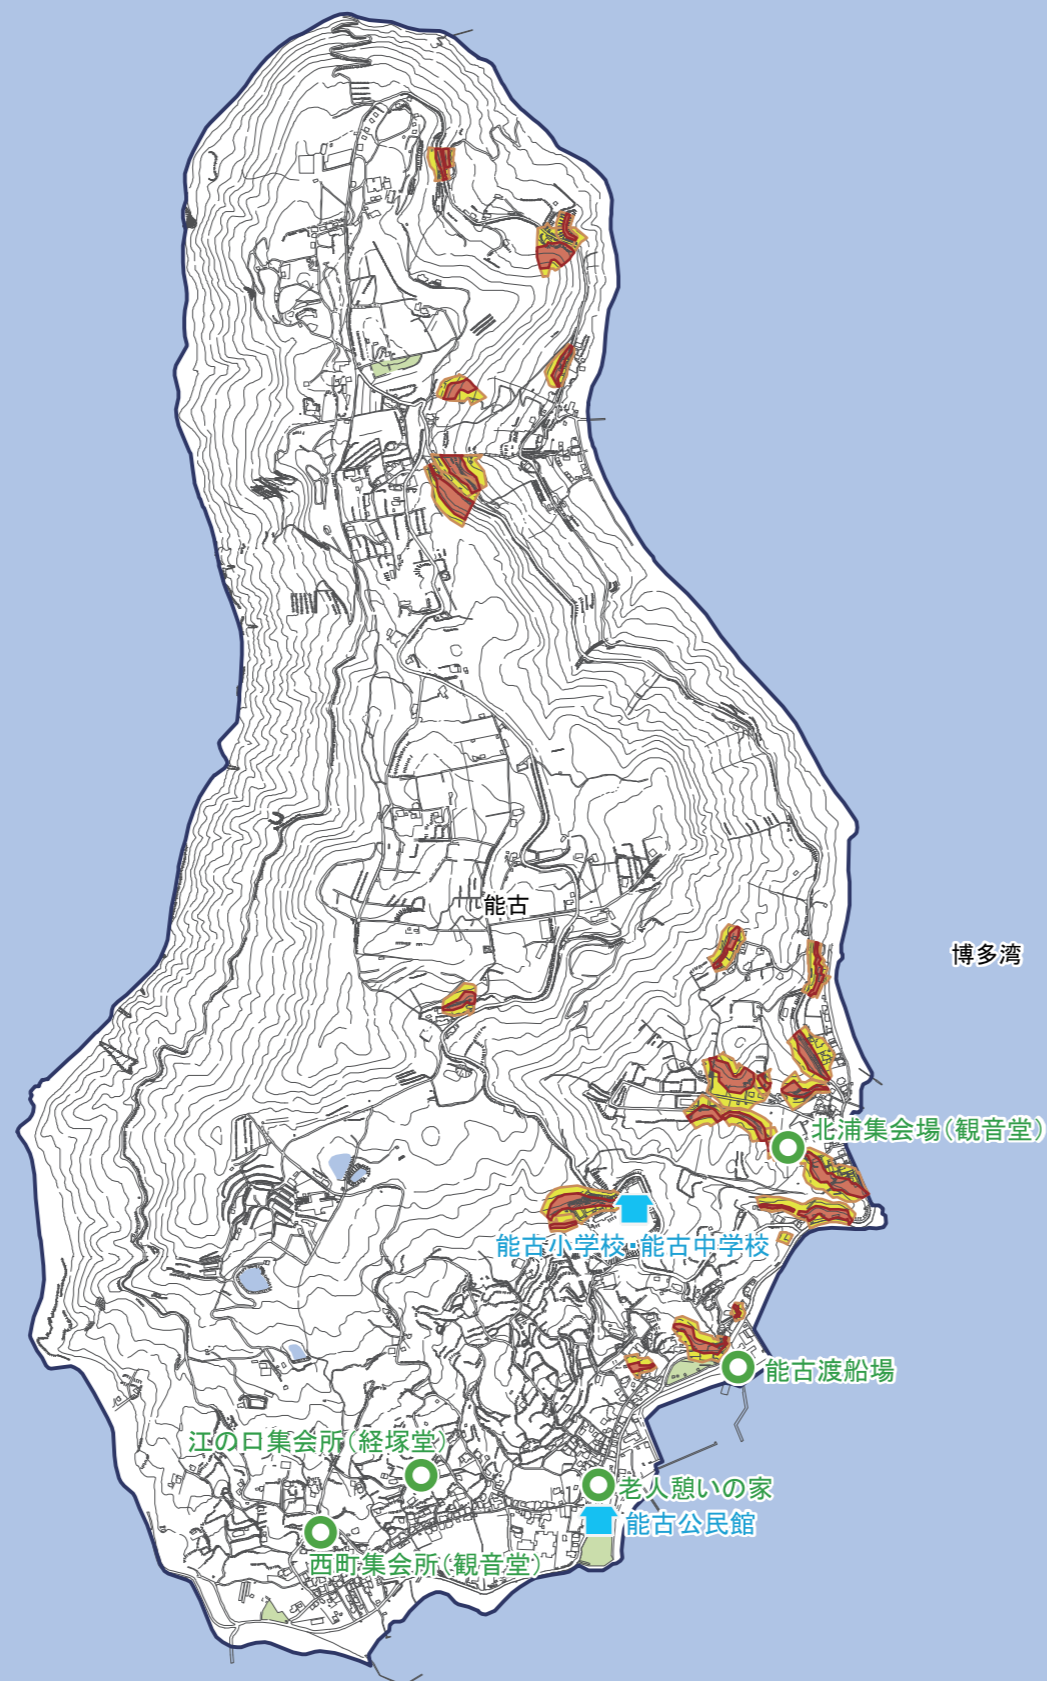 能古
博多湾
北浦集会場(観音堂)
能古小学校・能古中学校
能古渡船場
江の口集会所(経塚堂)
老人憩いの家
能古公民館
西町集会所(観音堂)